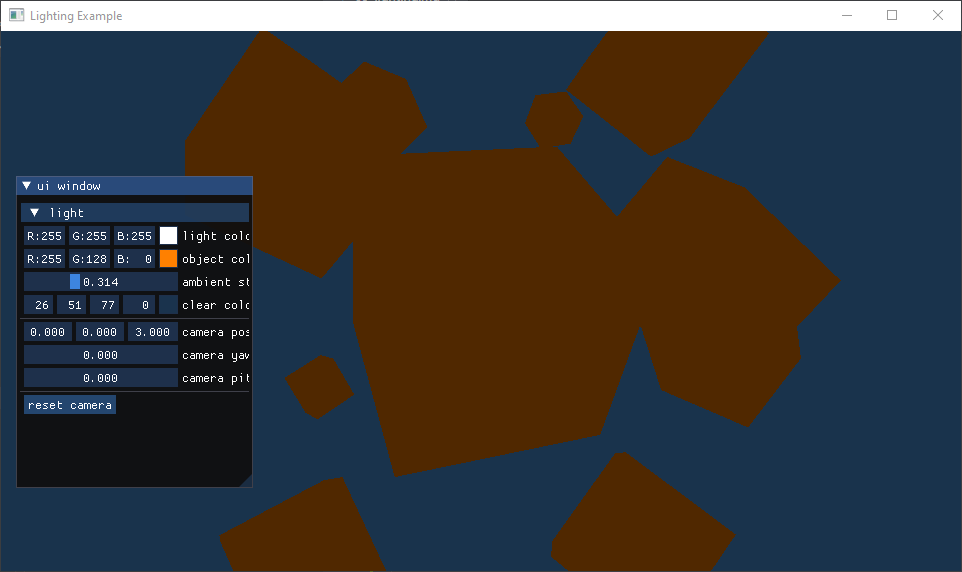 Lighting Example
ui window
light
R:255 G:255 B:255 light colo
R:255 G:128 B: 0 object col
0.314 ambient st
26 51 77 0 clear colo
0.000 0.000 3.000 camera pos
0.000 camera yaw
0.000 camera pit
reset camera